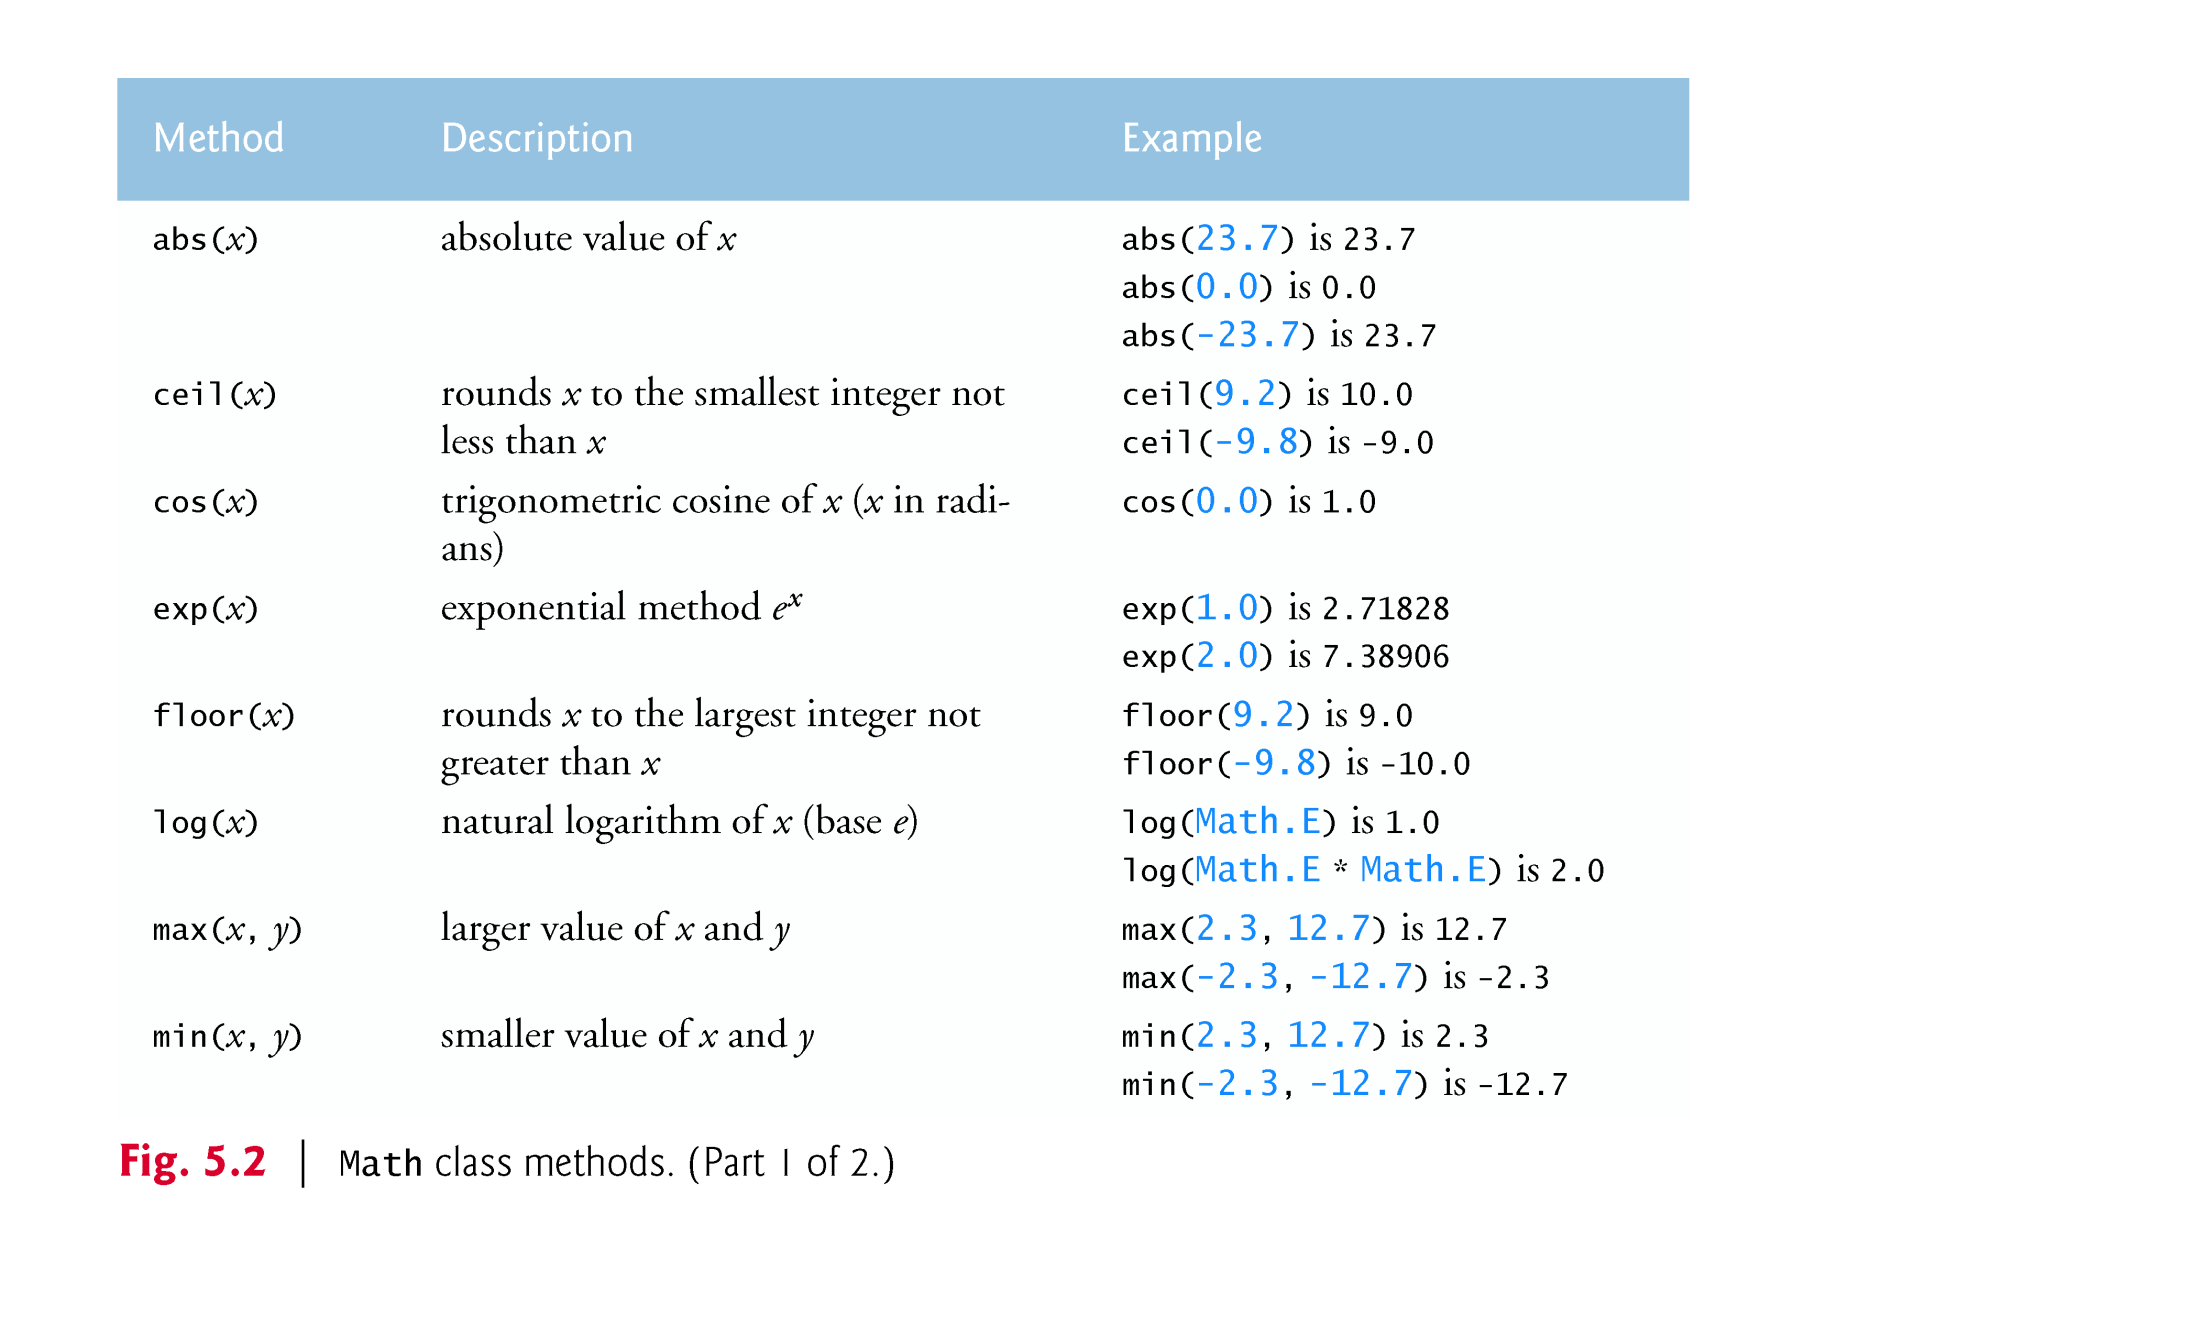 Method Description Example
abs(x) absolute value of x abs(23.7) is 23.7
abs(0.0) is 0.0
abs(-23.7) is 23.7
ceil(x) rounds x to the smallest integer not ceil(9.2) is 10.0
less than x ceil(-9.8) is -9.0
cos(x) trigonometric cosine of x (x in radi- cos(0.0) is 1.0
ans)
exp(x) exponential method eˣ exp(1.0) is 2.71828
exp(2.0) is 7.38906
floor(x) rounds x to the largest integer not floor(9.2) is 9.0
greater than x floor(-9.8) is -10.0
log(x) natural logarithm of x (base e) log(Math.E) is 1.0
log(Math.E * Math.E) is 2.0
max(x, y) larger value of x and y max(2.3, 12.7) is 12.7
max(-2.3, -12.7) is -2.3
min(x, y) smaller value of x and y min(2.3, 12.7) is 2.3
min(-2.3, -12.7) is -12.7
Fig. 5.2 | Math class methods. (Part 1 of 2.)